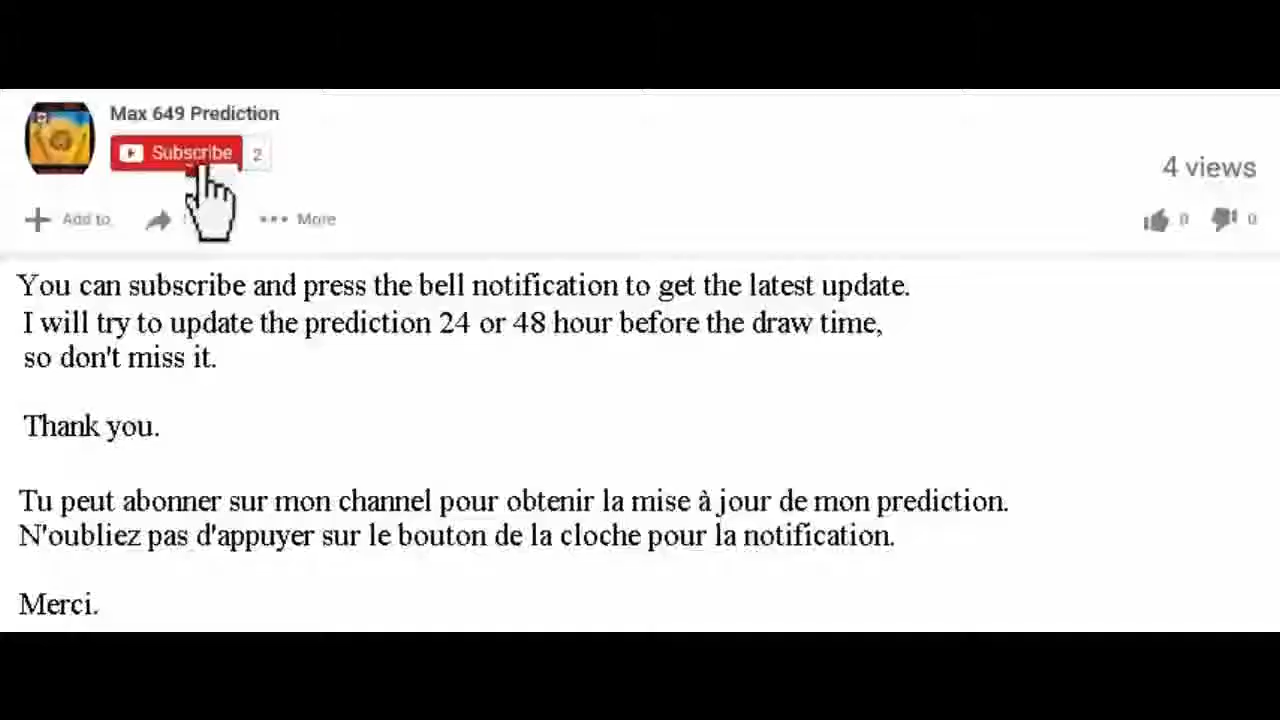 Max 649 Prediction
Subscribe 2
4 views
Add to
More
0 0
You can subscribe and press the bell notification to get the latest update.
I will try to update the prediction 24 or 48 hour before the draw time,
so don't miss it.
Thank you.
Tu peut abonner sur mon channel pour obtenir la mise à jour de mon prediction.
N'oubliez pas d'appuyer sur le bouton de la cloche pour la notification.
Merci.